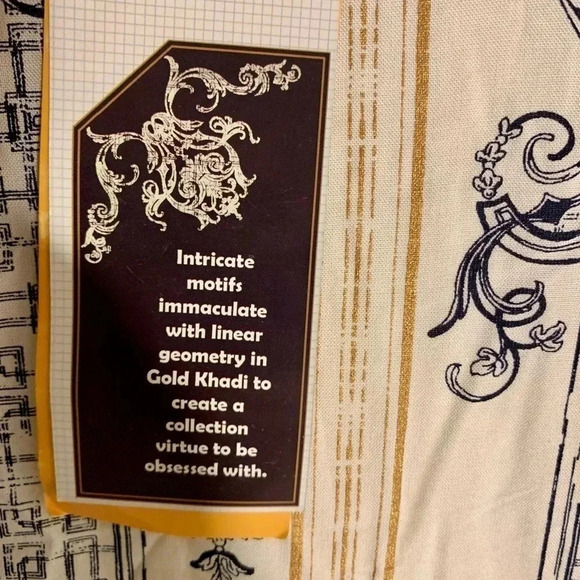 Intricate
motifs
immaculate
with linear
geometry in
Gold Khadi to
create a
collection
virtue to be
obsessed with.